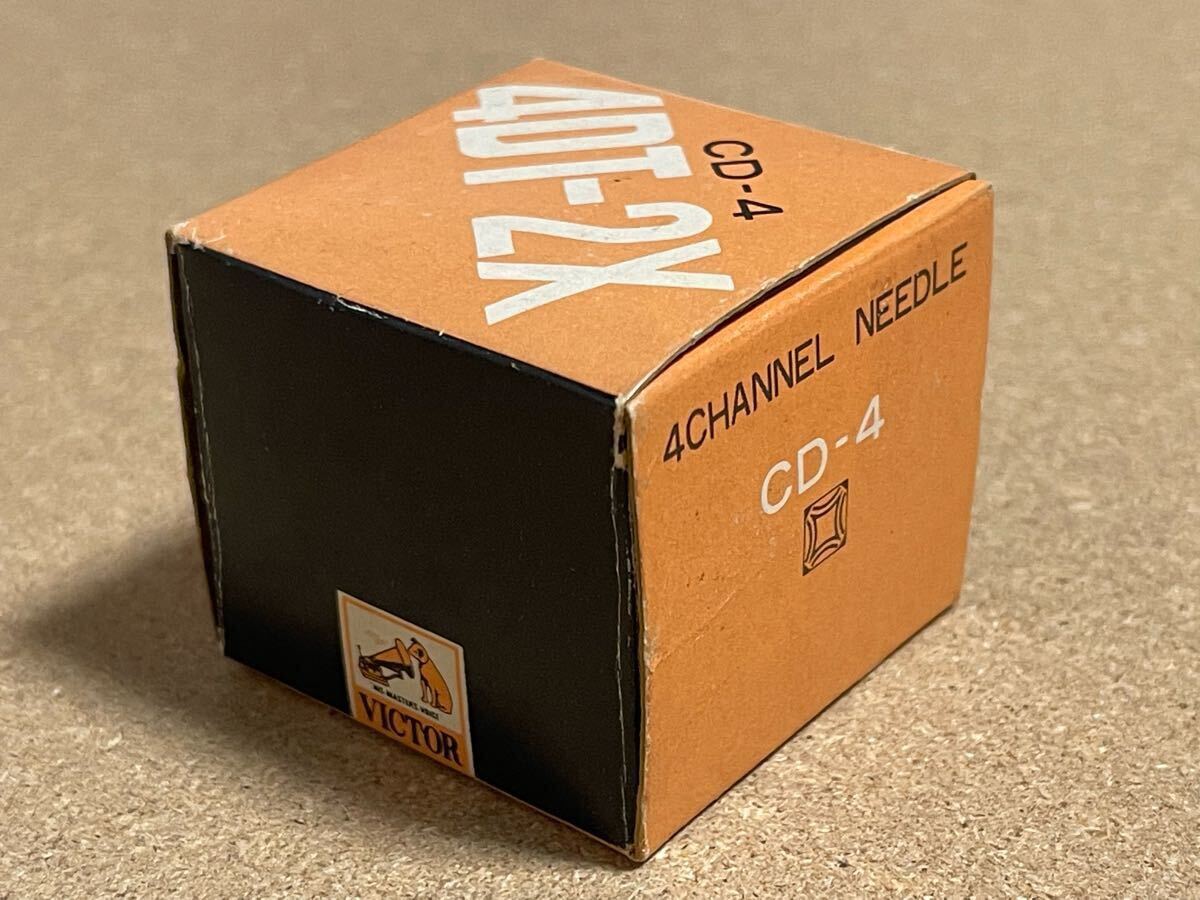 4DT-2X
CD-4
4CHANNEL NEEDLE
CD-4
HIS MASTER'S VOICE
VICTOR